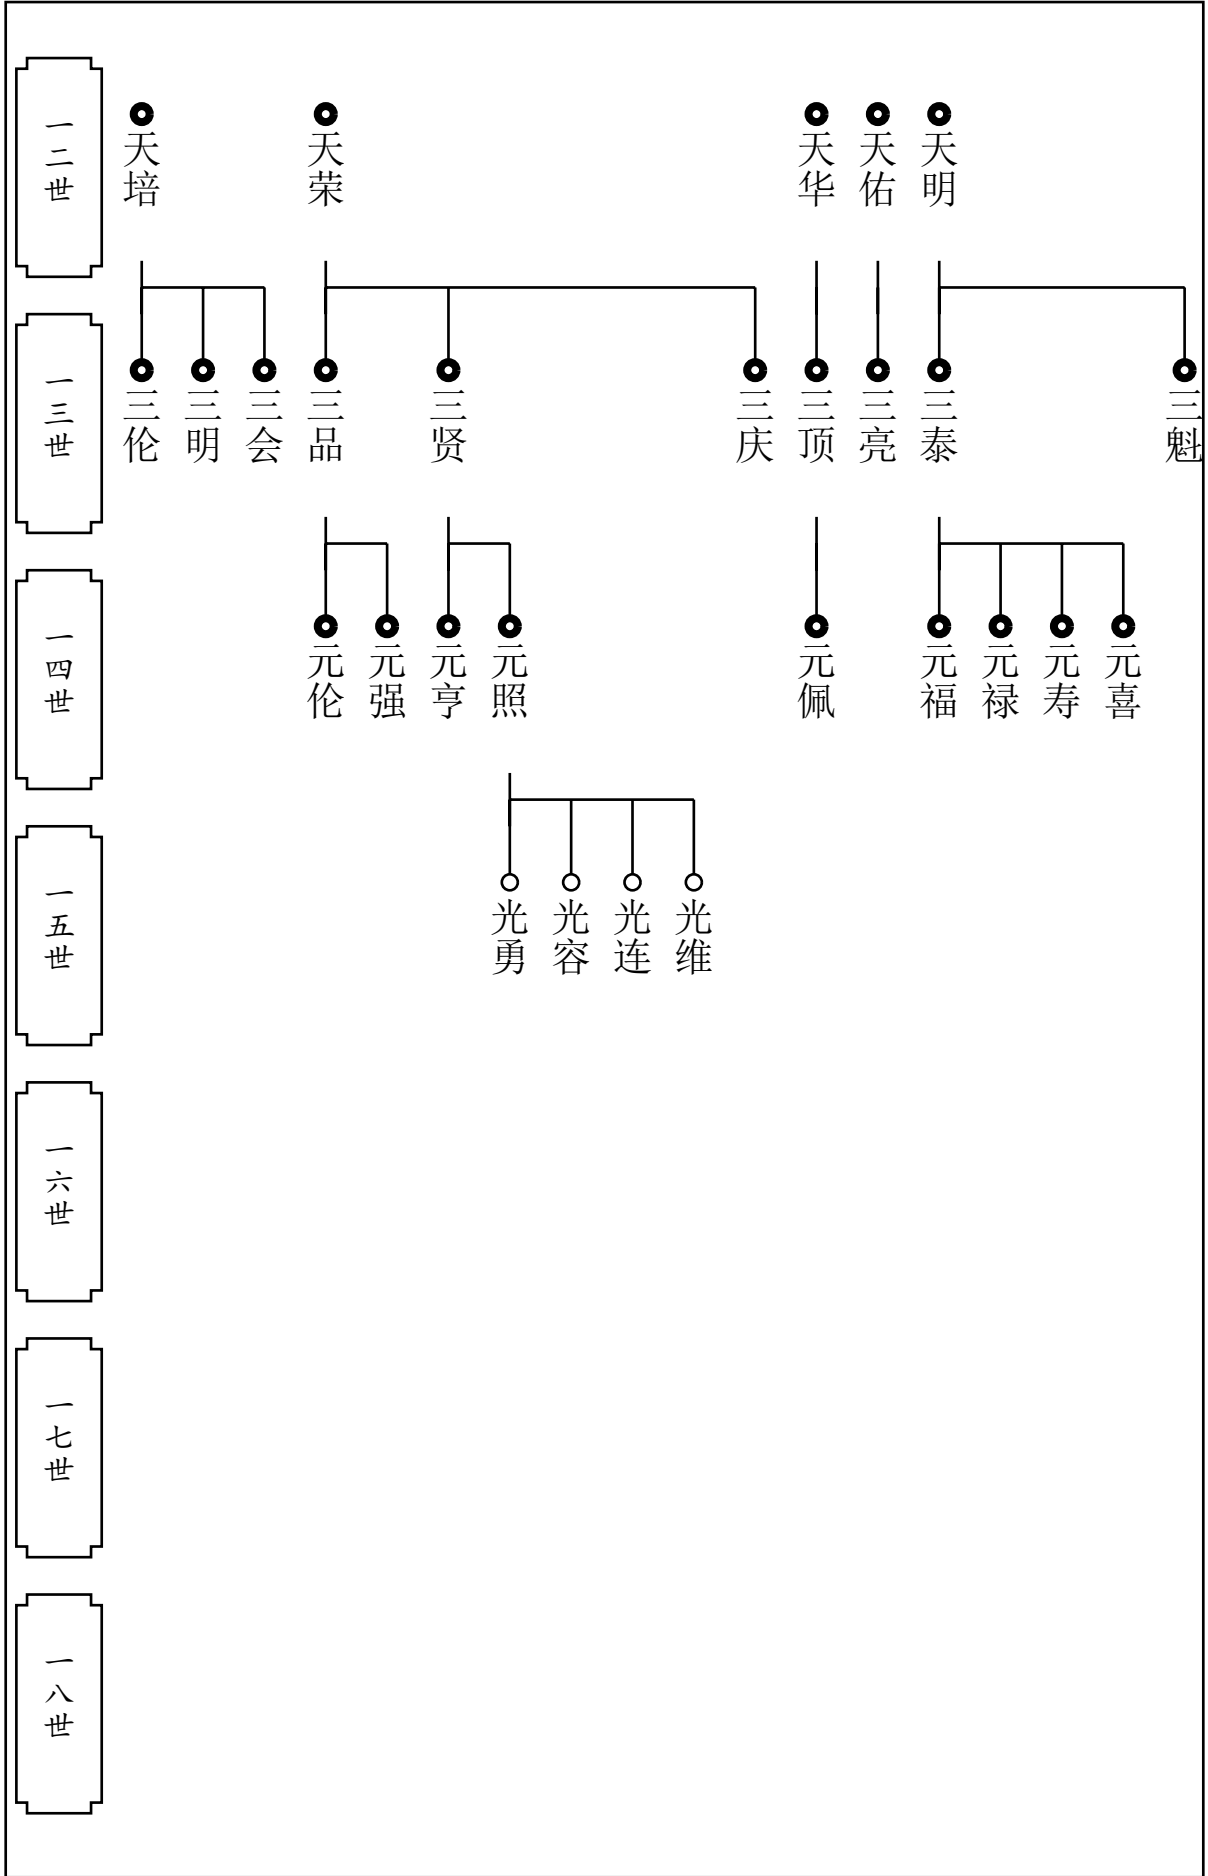 一二世
天培
天荣
天华
天佑
天明
一三世
三伦
三明
三会
三品
三贤
三庆
三顶
三亮
三泰
三魁
一四世
元伦
元强
元亨
元照
元佩
元福
元禄
元寿
元喜
一五世
光勇
光容
光连
光维
一六世
一七世
一八世